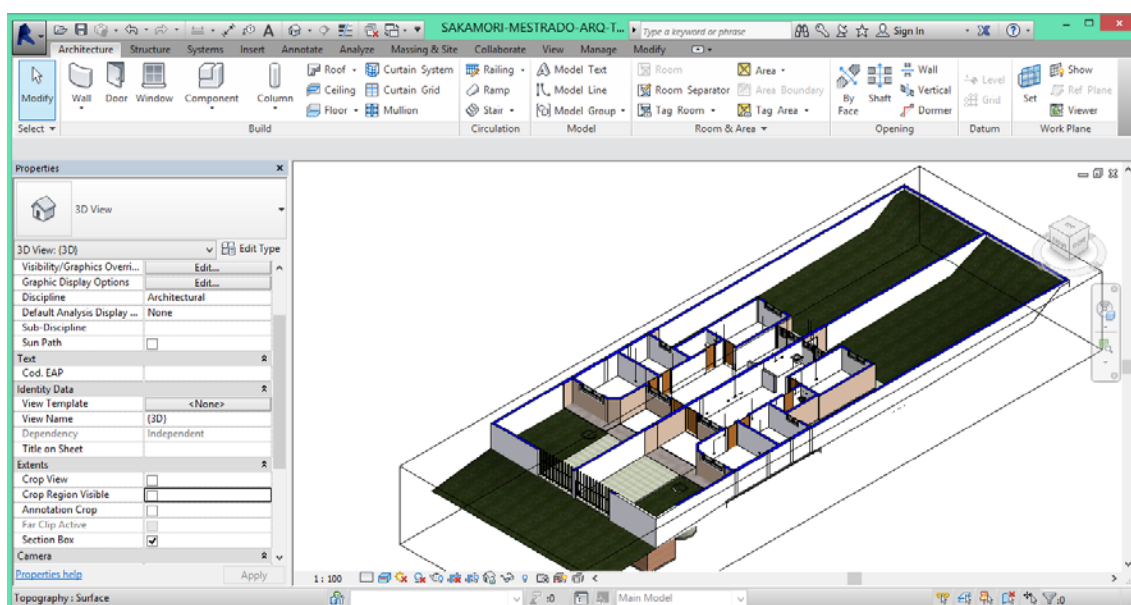 SAKAMORI-MESTRADO-ARQ-T... Type a keyword or phrase Sign In
Architecture Structure Systems Insert Annotate Analyze Massing & Site Collaborate View Manage Modify
Modify Wall Door Window Component Column
Roof Curtain System
Ceiling Curtain Grid
Floor Mullion
Railing Model Text
Ramp Model Line
Stair Model Group
Room Area
Room Separator Area Boundary
Tag Room Tag Area
By Face Shaft
Wall
Vertical
Dormer
Level
Grid
Set
Show
Ref Plane
Viewer
Select Build Circulation Model Room & Area Opening Datum Work Plane
Properties
3D View
3D View: {3D} Edit Type
Visibility/Graphics Overri... Edit...
Graphic Display Options Edit...
Discipline Architectural
Default Analysis Display ... None
Sub-Discipline
Sun Path
Text
Cod. EAP
Identity Data
View Template <None>
View Name {3D}
Dependency Independent
Title on Sheet
Extents
Crop View
Crop Region Visible
Annotation Crop
Far Clip Active
Section Box
Camera
Properties help Apply
1 : 100
Topography : Surface :0 Main Model :0